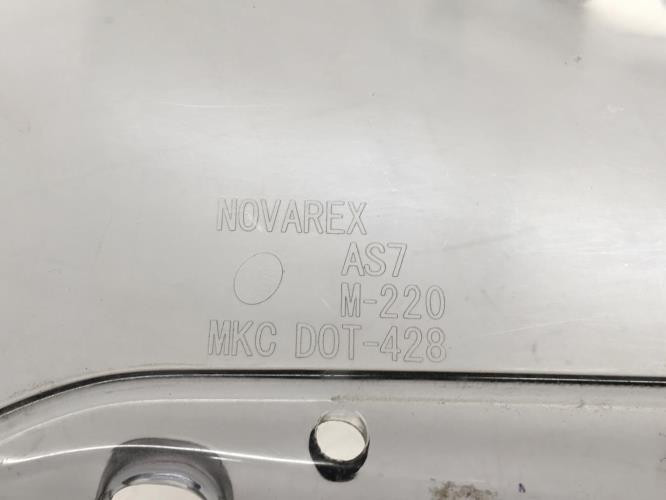 NOVAREX
AS7
M-220
MKC DOT-428